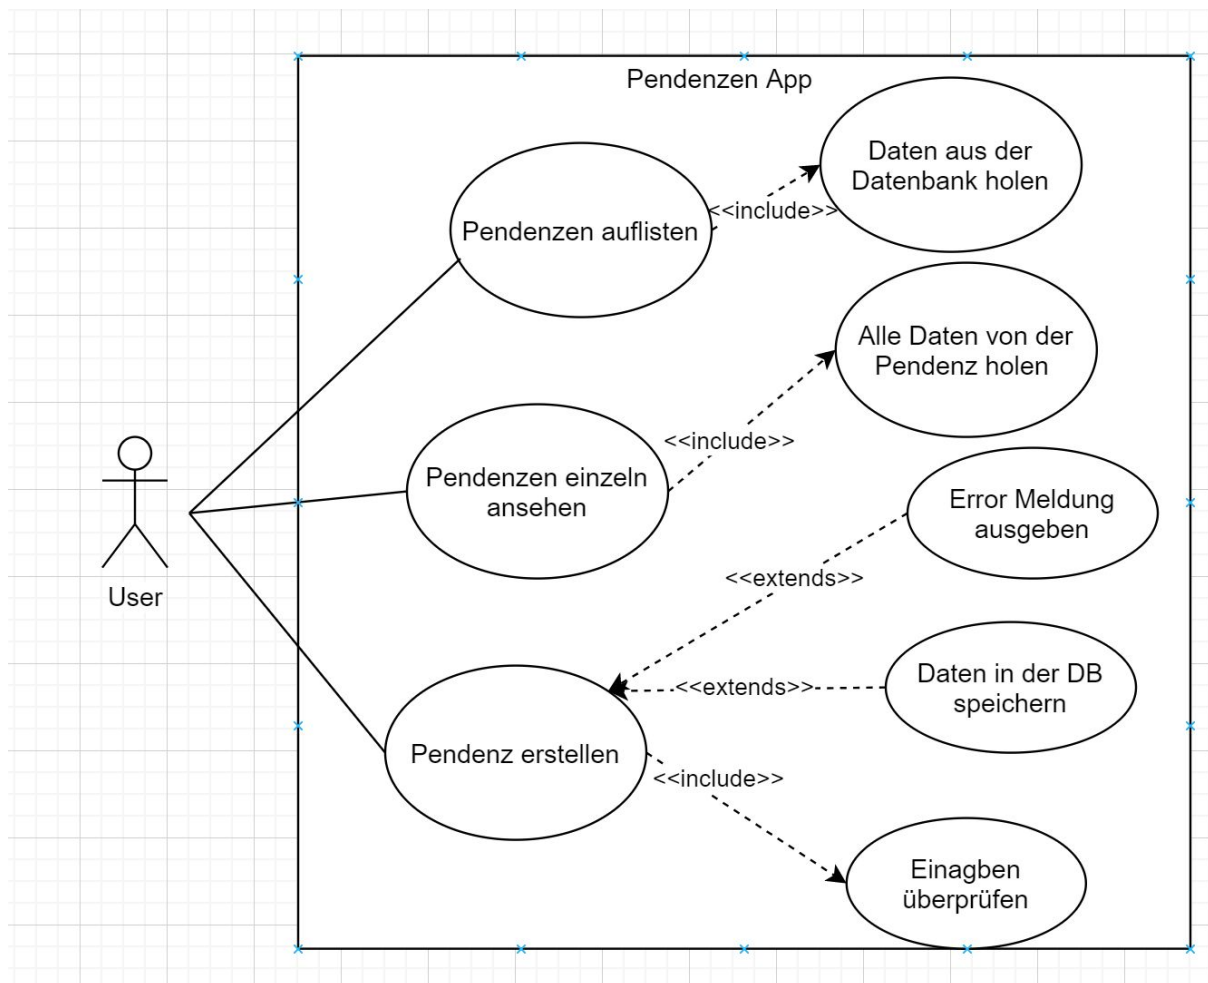 Pendenzen App
Daten aus der
Datenbank holen
Pendenzen auflisten
<<include>>
Alle Daten von der
Pendenz holen
<<include>>
Pendenzen einzeln
ansehen
Error Meldung
ausgeben
<<extends>>
User
Daten in der DB
speichern
<<extends>>
Pendenz erstellen
<<include>>
Einagben
überprüfen